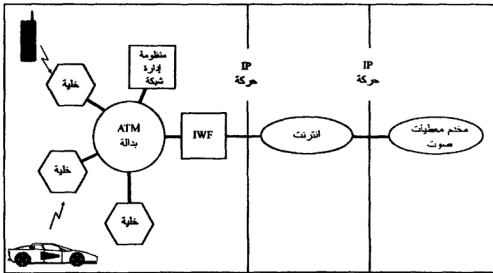 منظومة
إدارة
شبكة
IP
حركة
IP
حركة
خلية
ATM
بدالة
IWF
انترنت
مخدم معطيات
صوت
خلية
خلية